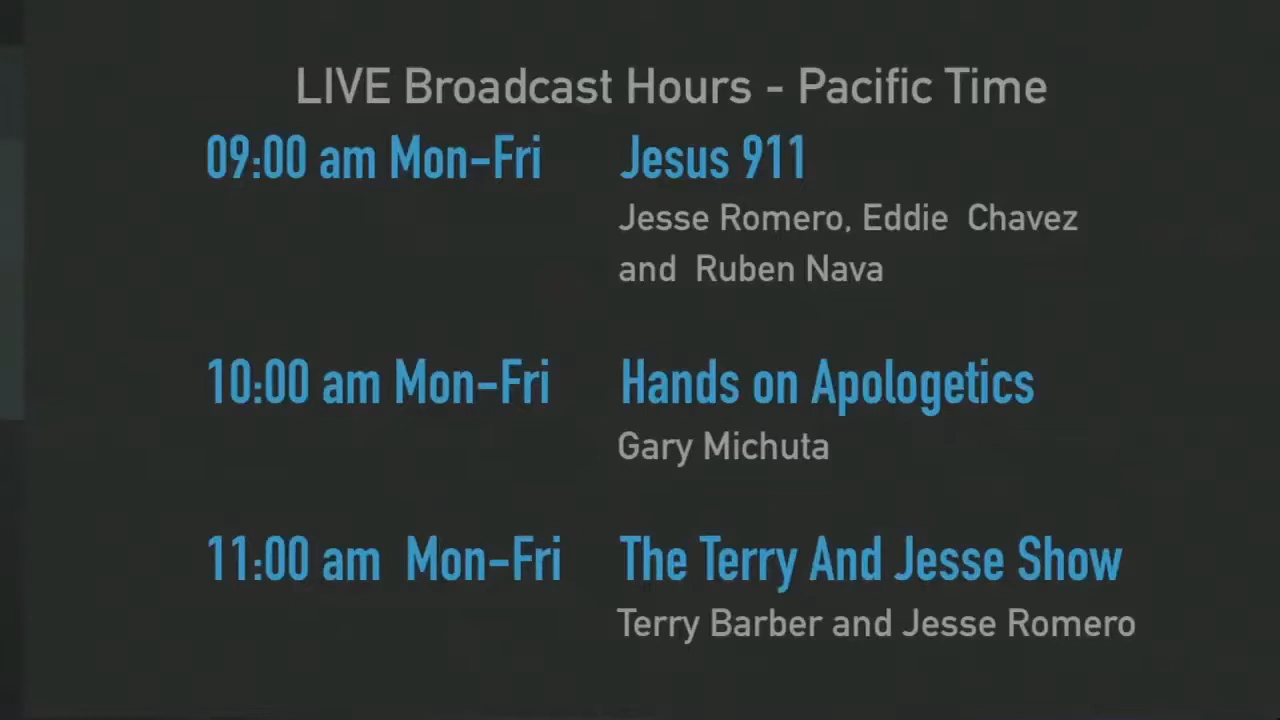 LIVE Broadcast Hours - Pacific Time
09:00 am Mon-Fri Jesus 911
Jesse Romero, Eddie Chavez
and Ruben Nava
10:00 am Mon-Fri Hands on Apologetics
Gary Michuta
11:00 am Mon-Fri The Terry And Jesse Show
Terry Barber and Jesse Romero